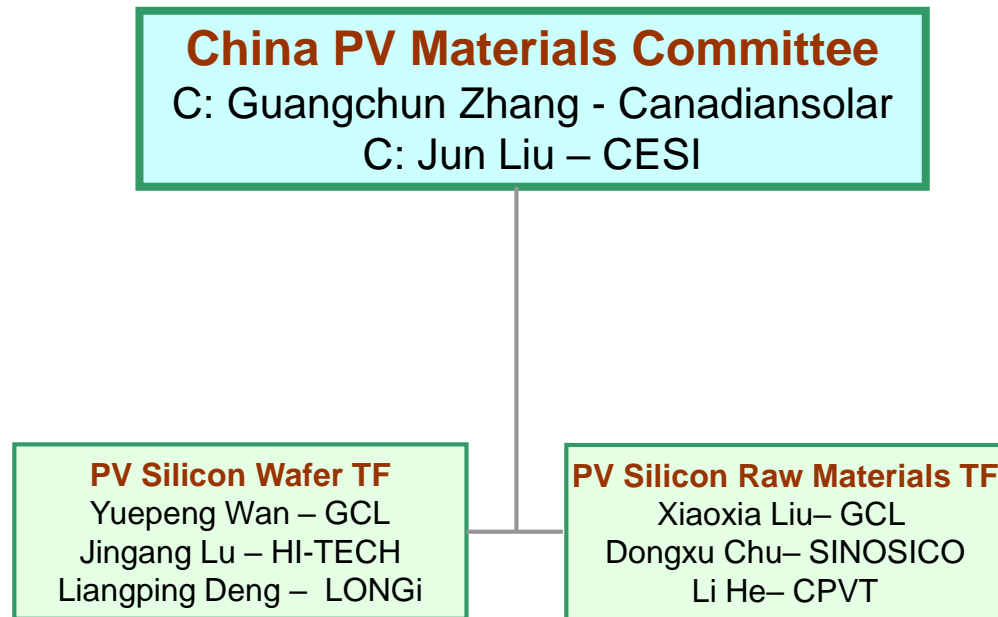 China PV Materials Committee
C: Guangchun Zhang - Canadiansolar
C: Jun Liu – CESI
PV Silicon Wafer TF
Yuepeng Wan – GCL
Jingang Lu – HI-TECH
Liangping Deng – LONGi
PV Silicon Raw Materials TF
Xiaoxia Liu– GCL
Dongxu Chu– SINOSICO
Li He– CPVT